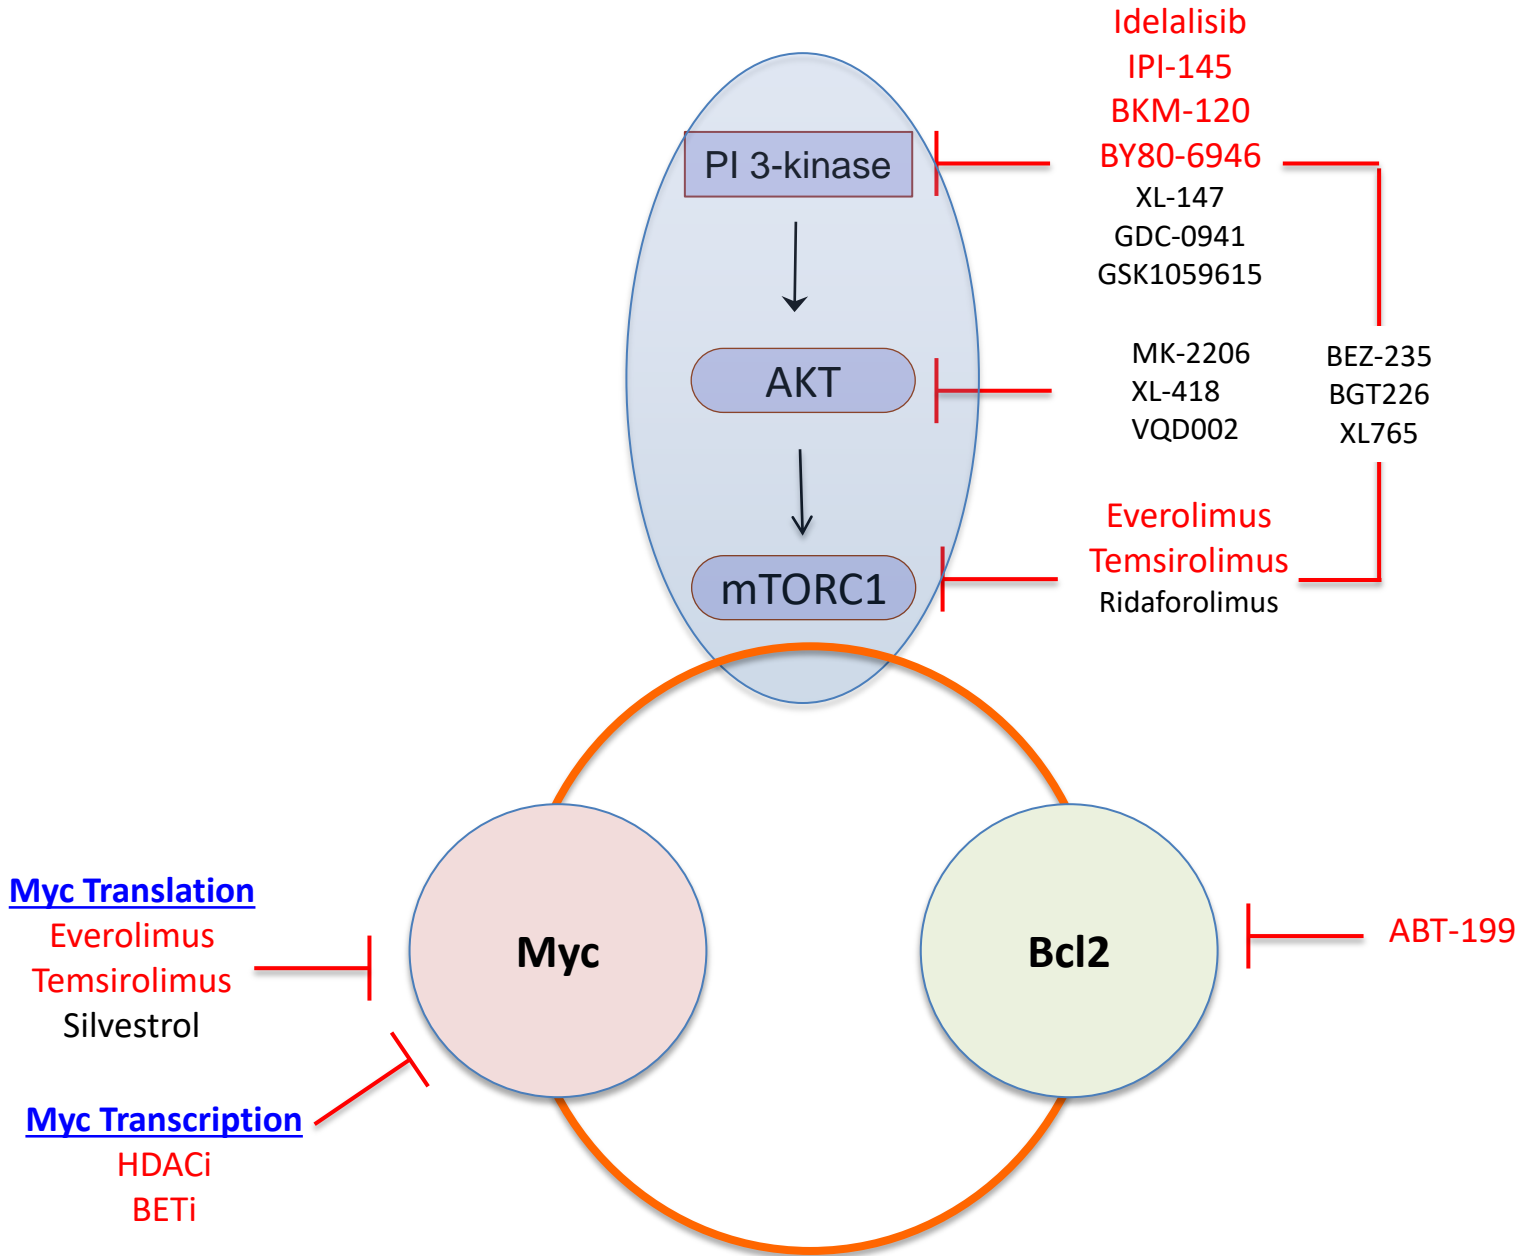 Idelalisib
IPI-145
BKM-120
BY80-6946
XL-147
GDC-0941
GSK1059615
PI 3-kinase
AKT
MK-2206
XL-418
VQD002
BEZ-235
BGT226
XL765
mTORC1
Everolimus
Temsirolimus
Ridaforolimus
Myc Translation
Everolimus
Temsirolimus
Silvestrol
Myc
Bcl2
ABT-199
Myc Transcription
HDACi
BETi